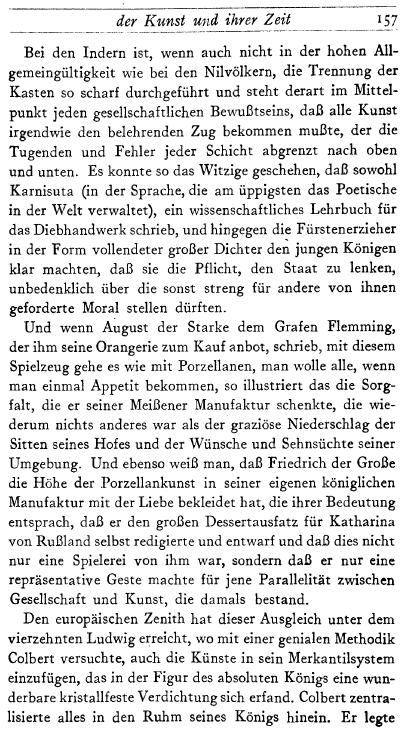 der Kunst und ihrer Zeit 157
Bei den Indern ist, wenn auch nicht in der hohen All-
gemeingültigkeit wie bei den Nilvölkern, die Trennung der
Kasten so scharf durchgeführt und steht derart im Mittel-
punkt jeden gesellschaftlichen Bewußtseins, daß alle Kunst
irgendwie den belehrenden Zug bekommen mußte, der die
Tugenden und Fehler jeder Schicht abgrenzt nach oben
und unten. Es konnte so das Witzige geschehen, daß sowohl
Karnisuta (in der Sprache, die am üppigsten das Poetische
in der Welt verwaltet), ein wissenschaftliches Lehrbuch für
das Diebhandwerk schrieb, und hingegen die Fürstenerzieher
in der Form vollendeter großer Dichter den jungen Königen
klar machten, daß sie die Pflicht, den Staat zu lenken,
unbedenklich über die sonst streng für andere von ihnen
geforderte Moral stellen dürften.
Und wenn August der Starke dem Grafen Flemming,
der ihm seine Orangerie zum Kauf anbot, schrieb, mit diesem
Spielzeug gehe es wie mit Porzellanen, man wolle alle, wenn
man einmal Appetit bekommen, so illustriert das die Sorg-
falt, die er seiner Meißener Manufaktur schenkte, die wie-
derum nichts anderes war als der graziöse Niederschlag der
Sitten seines Hofes und der Wünsche und Sehnsüchte seiner
Umgebung. Und ebenso weiß man, daß Friedrich der Große
die Höhe der Porzellankunst in seiner eigenen königlichen
Manufaktur mit der Liebe bekleidet hat, die ihrer Bedeutung
entsprach, daß er den großen Dessertausfatz für Katharina
von Rußland selbst redigierte und entwarf und daß dies nicht
nur eine Spielerei von ihm war, sondern daß er nur eine
repräsentative Geste machte für jene Parallelität zwischen
Gesellschaft und Kunst, die damals bestand.
Den europäischen Zenith hat dieser Ausgleich unter dem
vierzehnten Ludwig erreicht, wo mit einer genialen Methodik
Colbert versuchte, auch die Künste in sein Merkantilsystem
einzufügen, das in der Figur des absoluten Königs eine wun-
derbare kristallfeste Verdichtung sich erfand. Colbert zentra-
lisierte alles in den Ruhm seines Königs hinein. Er legte